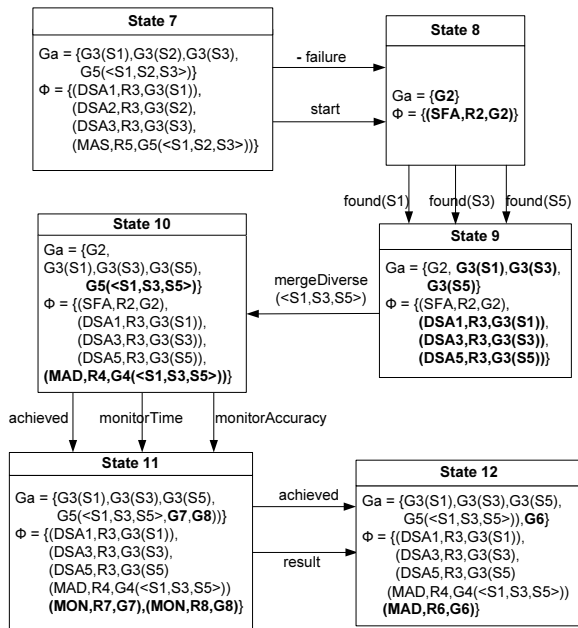 State 7
Ga = {G3(S1),G3(S2),G3(S3),
G5(<S1,S2,S3>)}
Φ = {(DSA1,R3,G3(S1)),
(DSA2,R3,G3(S2),
(DSA3,R3,G3(S3),
(MAS,R5,G5(<S1,S2,S3>))}
- failure
start
State 8
Ga = {G2}
Φ = {(SFA,R2,G2)}
found(S1)
found(S3)
found(S5)
State 9
Ga = {G2, G3(S1),G3(S3),
G3(S5)}
Φ = {(SFA,R2,G2),
(DSA1,R3,G3(S1)),
(DSA3,R3,G3(S3)),
(DSA5,R3,G3(S5))}
mergeDiverse
(<S1,S3,S5>)
State 10
Ga = {G2,
G3(S1),G3(S3),G3(S5),
G5(<S1,S3,S5>)}
Φ = {(SFA,R2,G2),
(DSA1,R3,G3(S1)),
(DSA3,R3,G3(S3)),
(DSA5,R3,G3(S5)),
(MAD,R4,G4(<S1,S3,S5>))}
achieved
monitorTime
monitorAccuracy
State 11
Ga = {G3(S1),G3(S3),G3(S5),
G5(<S1,S3,S5>,G7,G8))}
Φ = {(DSA1,R3,G3(S1)),
(DSA3,R3,G3(S3),
(DSA5,R3,G3(S5)
(MAD,R4,G4(<S1,S3,S5>))
(MON,R7,G7),(MON,R8,G8)}
achieved
result
State 12
Ga = {G3(S1),G3(S3),G3(S5),
G5(<S1,S3,S5>)),G6}
Φ = {(DSA1,R3,G3(S1)),
(DSA3,R3,G3(S3),
(DSA5,R3,G3(S5)
(MAD,R4,G4(<S1,S3,S5>))
(MAD,R6,G6)}